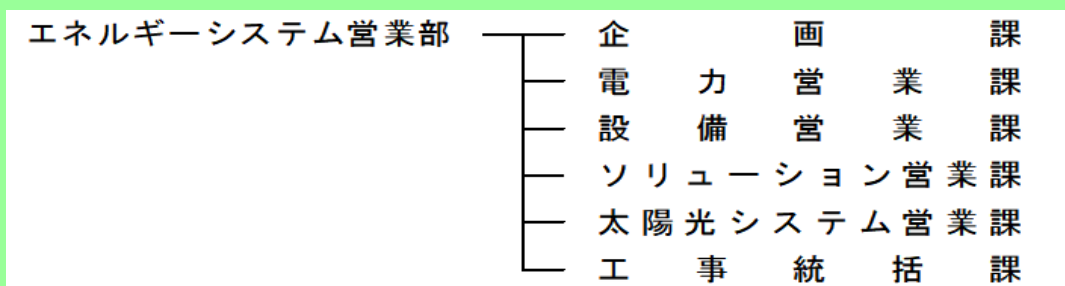 エネルギーシステム営業部
企画課
電力営業課
設備営業課
ソリューション営業課
太陽光システム営業課
工事統括課